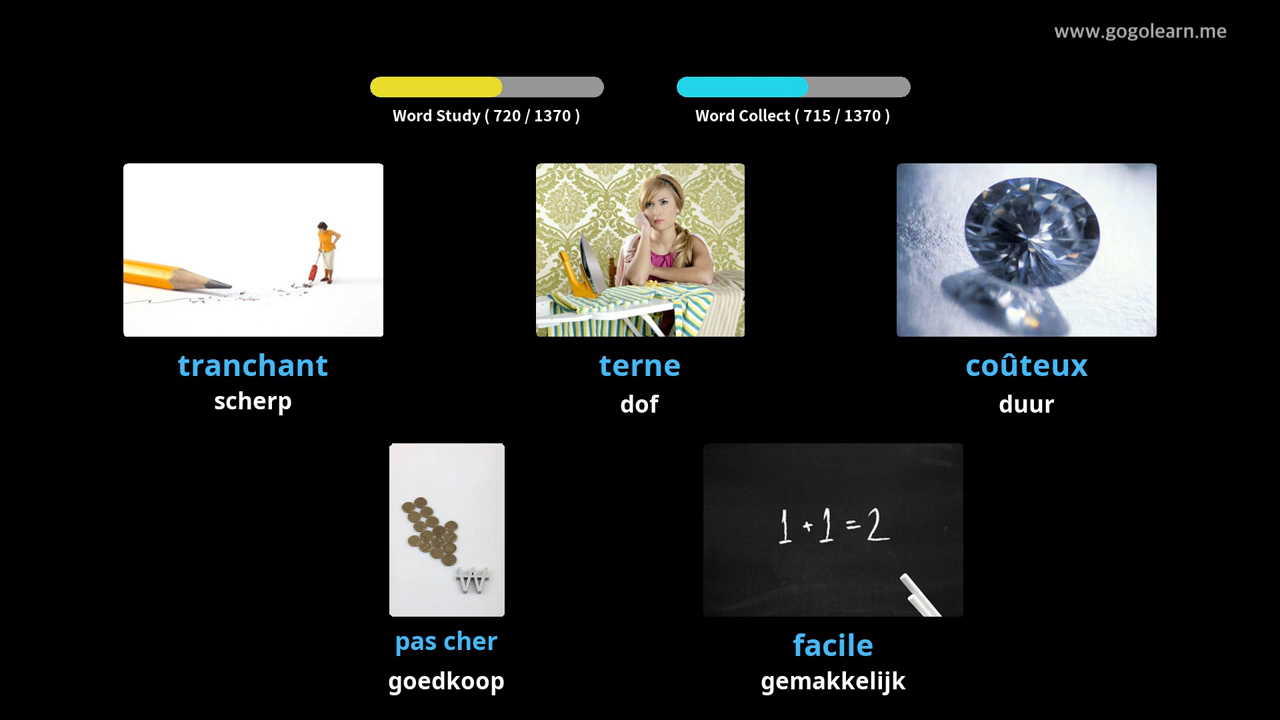 www.gogolearn.me
Word Study ( 720 / 1370 )
Word Collect ( 715 / 1370 )
tranchant
scherp
terne
dof
coûteux
duur
1 + 1 = 2
pas cher
goedkoop
facile
gemakkelijk